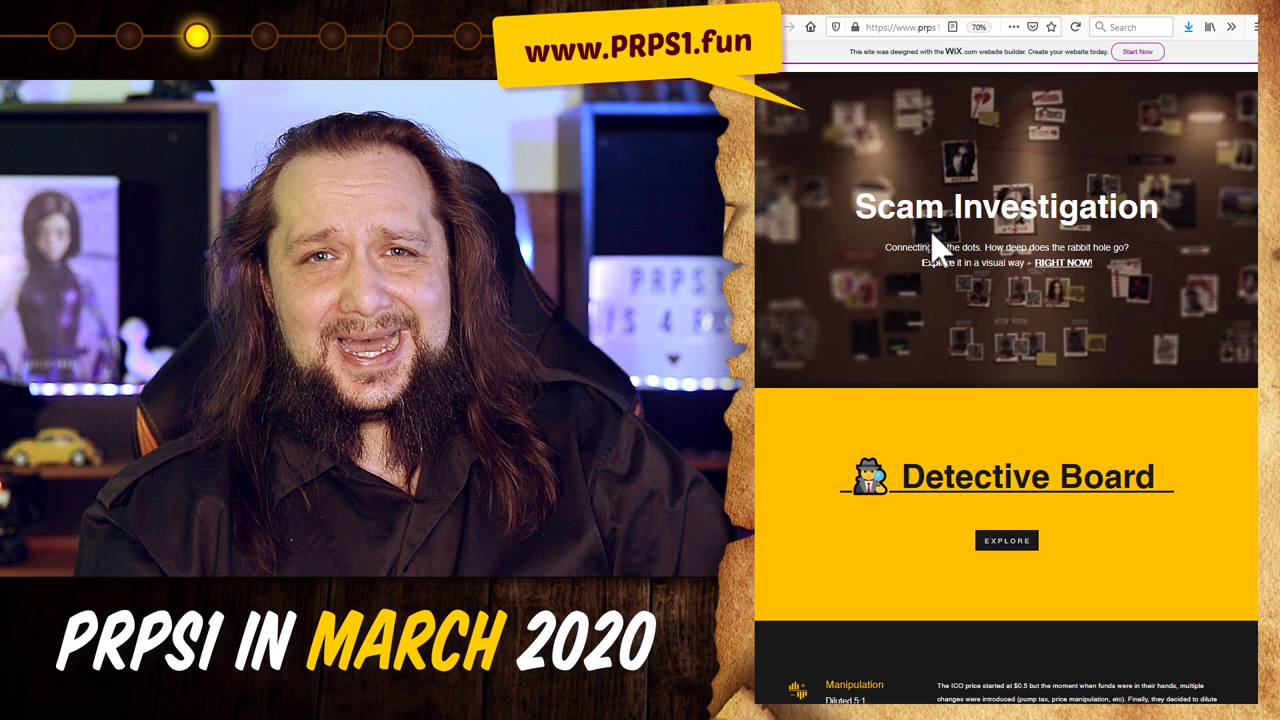 www.PRPS1.fun
https://www.prps1
70%
Search
This site was designed with the WiX.com website builder. Create your website today.
Start Now
Scam Investigation
Connecting the dots. How deep does the rabbit hole go?
Explore it in a visual way » RIGHT NOW!
PRPS1
IS 4 F
Detective Board
EXPLORE
PRPS1 IN MARCH 2020
Manipulation
Diluted 5:1
The ICO price started at $0.5 but the moment when funds were in their hands, multiple
changes were introduced (pump tax, price manipulation, etc). Finally, they decided to dilute